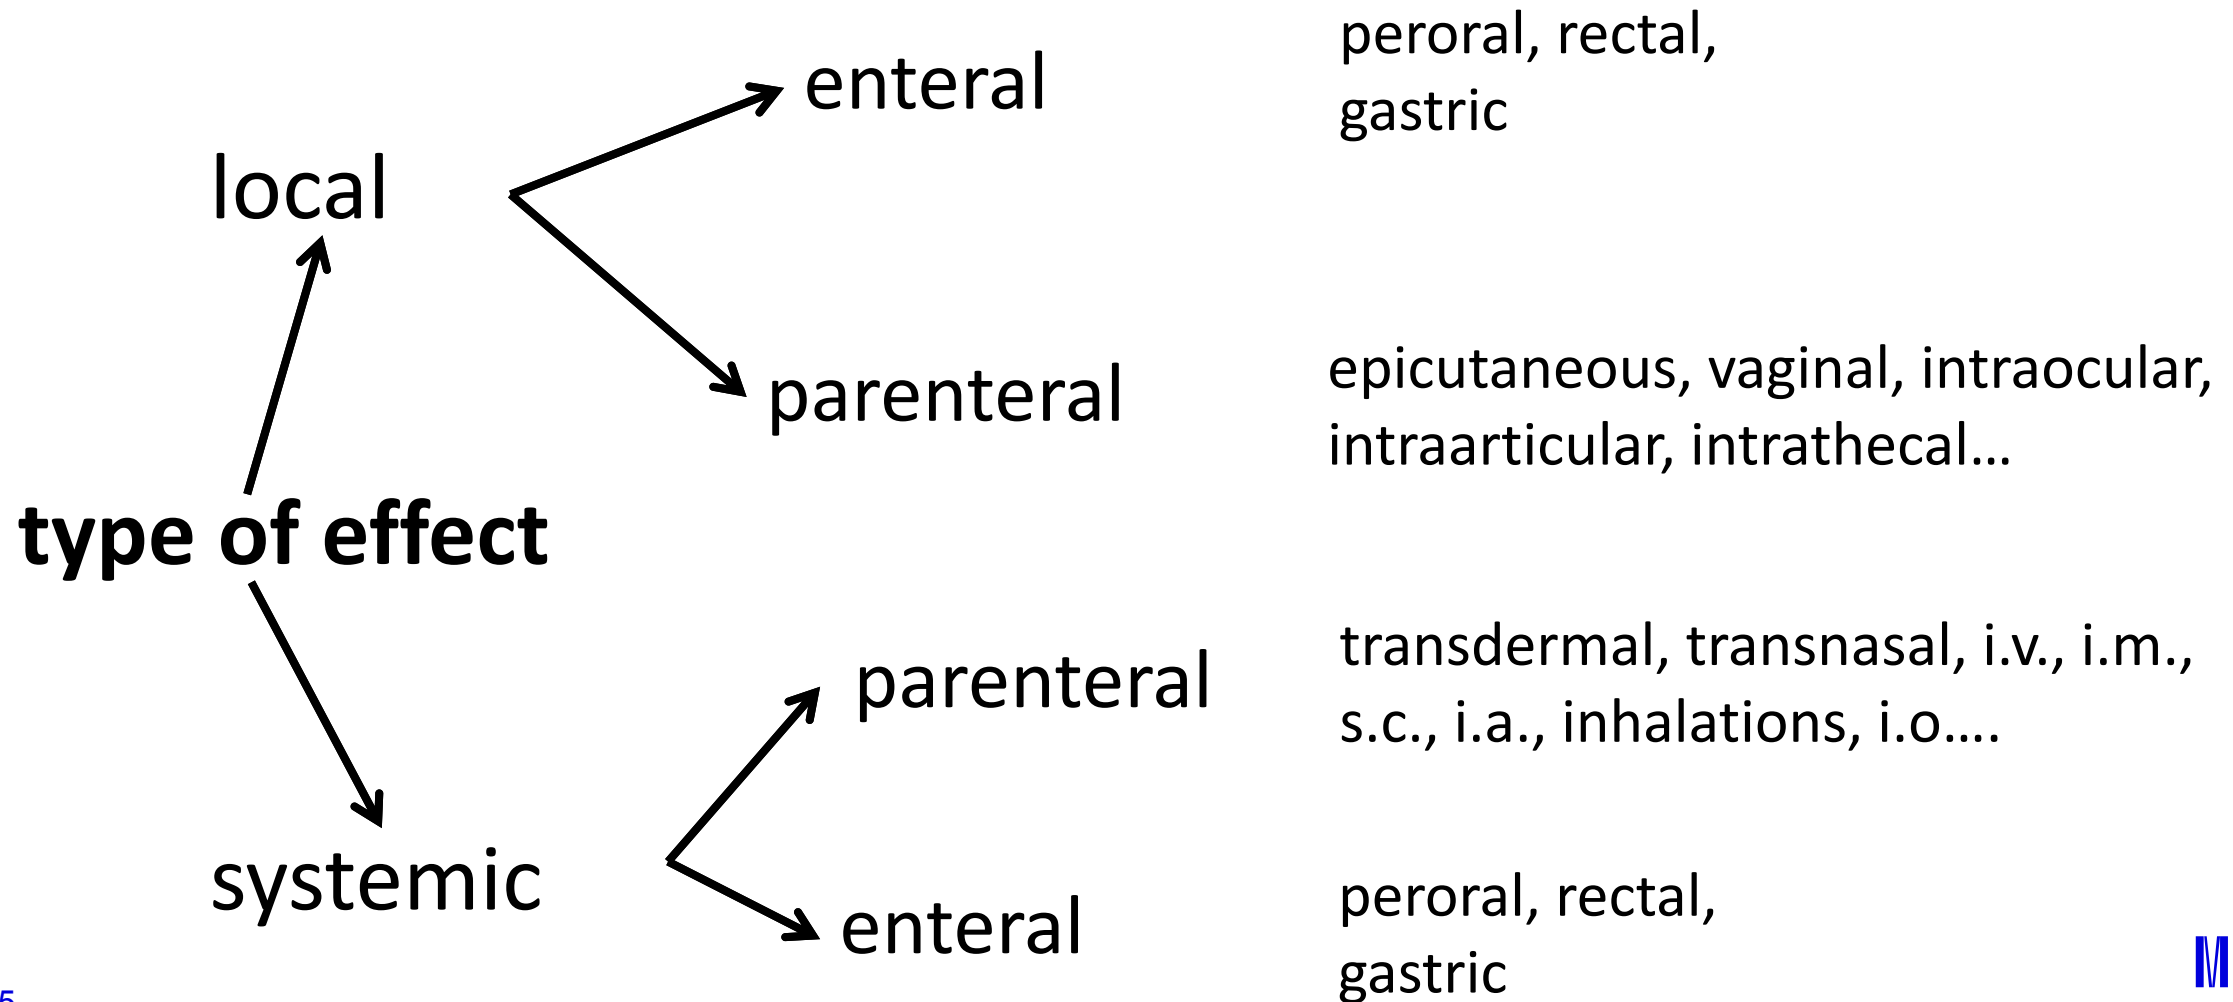 peroral, rectal,
gastric
enteral
local
epicutaneous, vaginal, intraocular,
intraarticular, intrathecal…
parenteral
type of effect
transdermal, transnasal, i.v., i.m.,
s.c., i.a., inhalations, i.o….
parenteral
systemic
peroral, rectal,
gastric
enteral
5
M